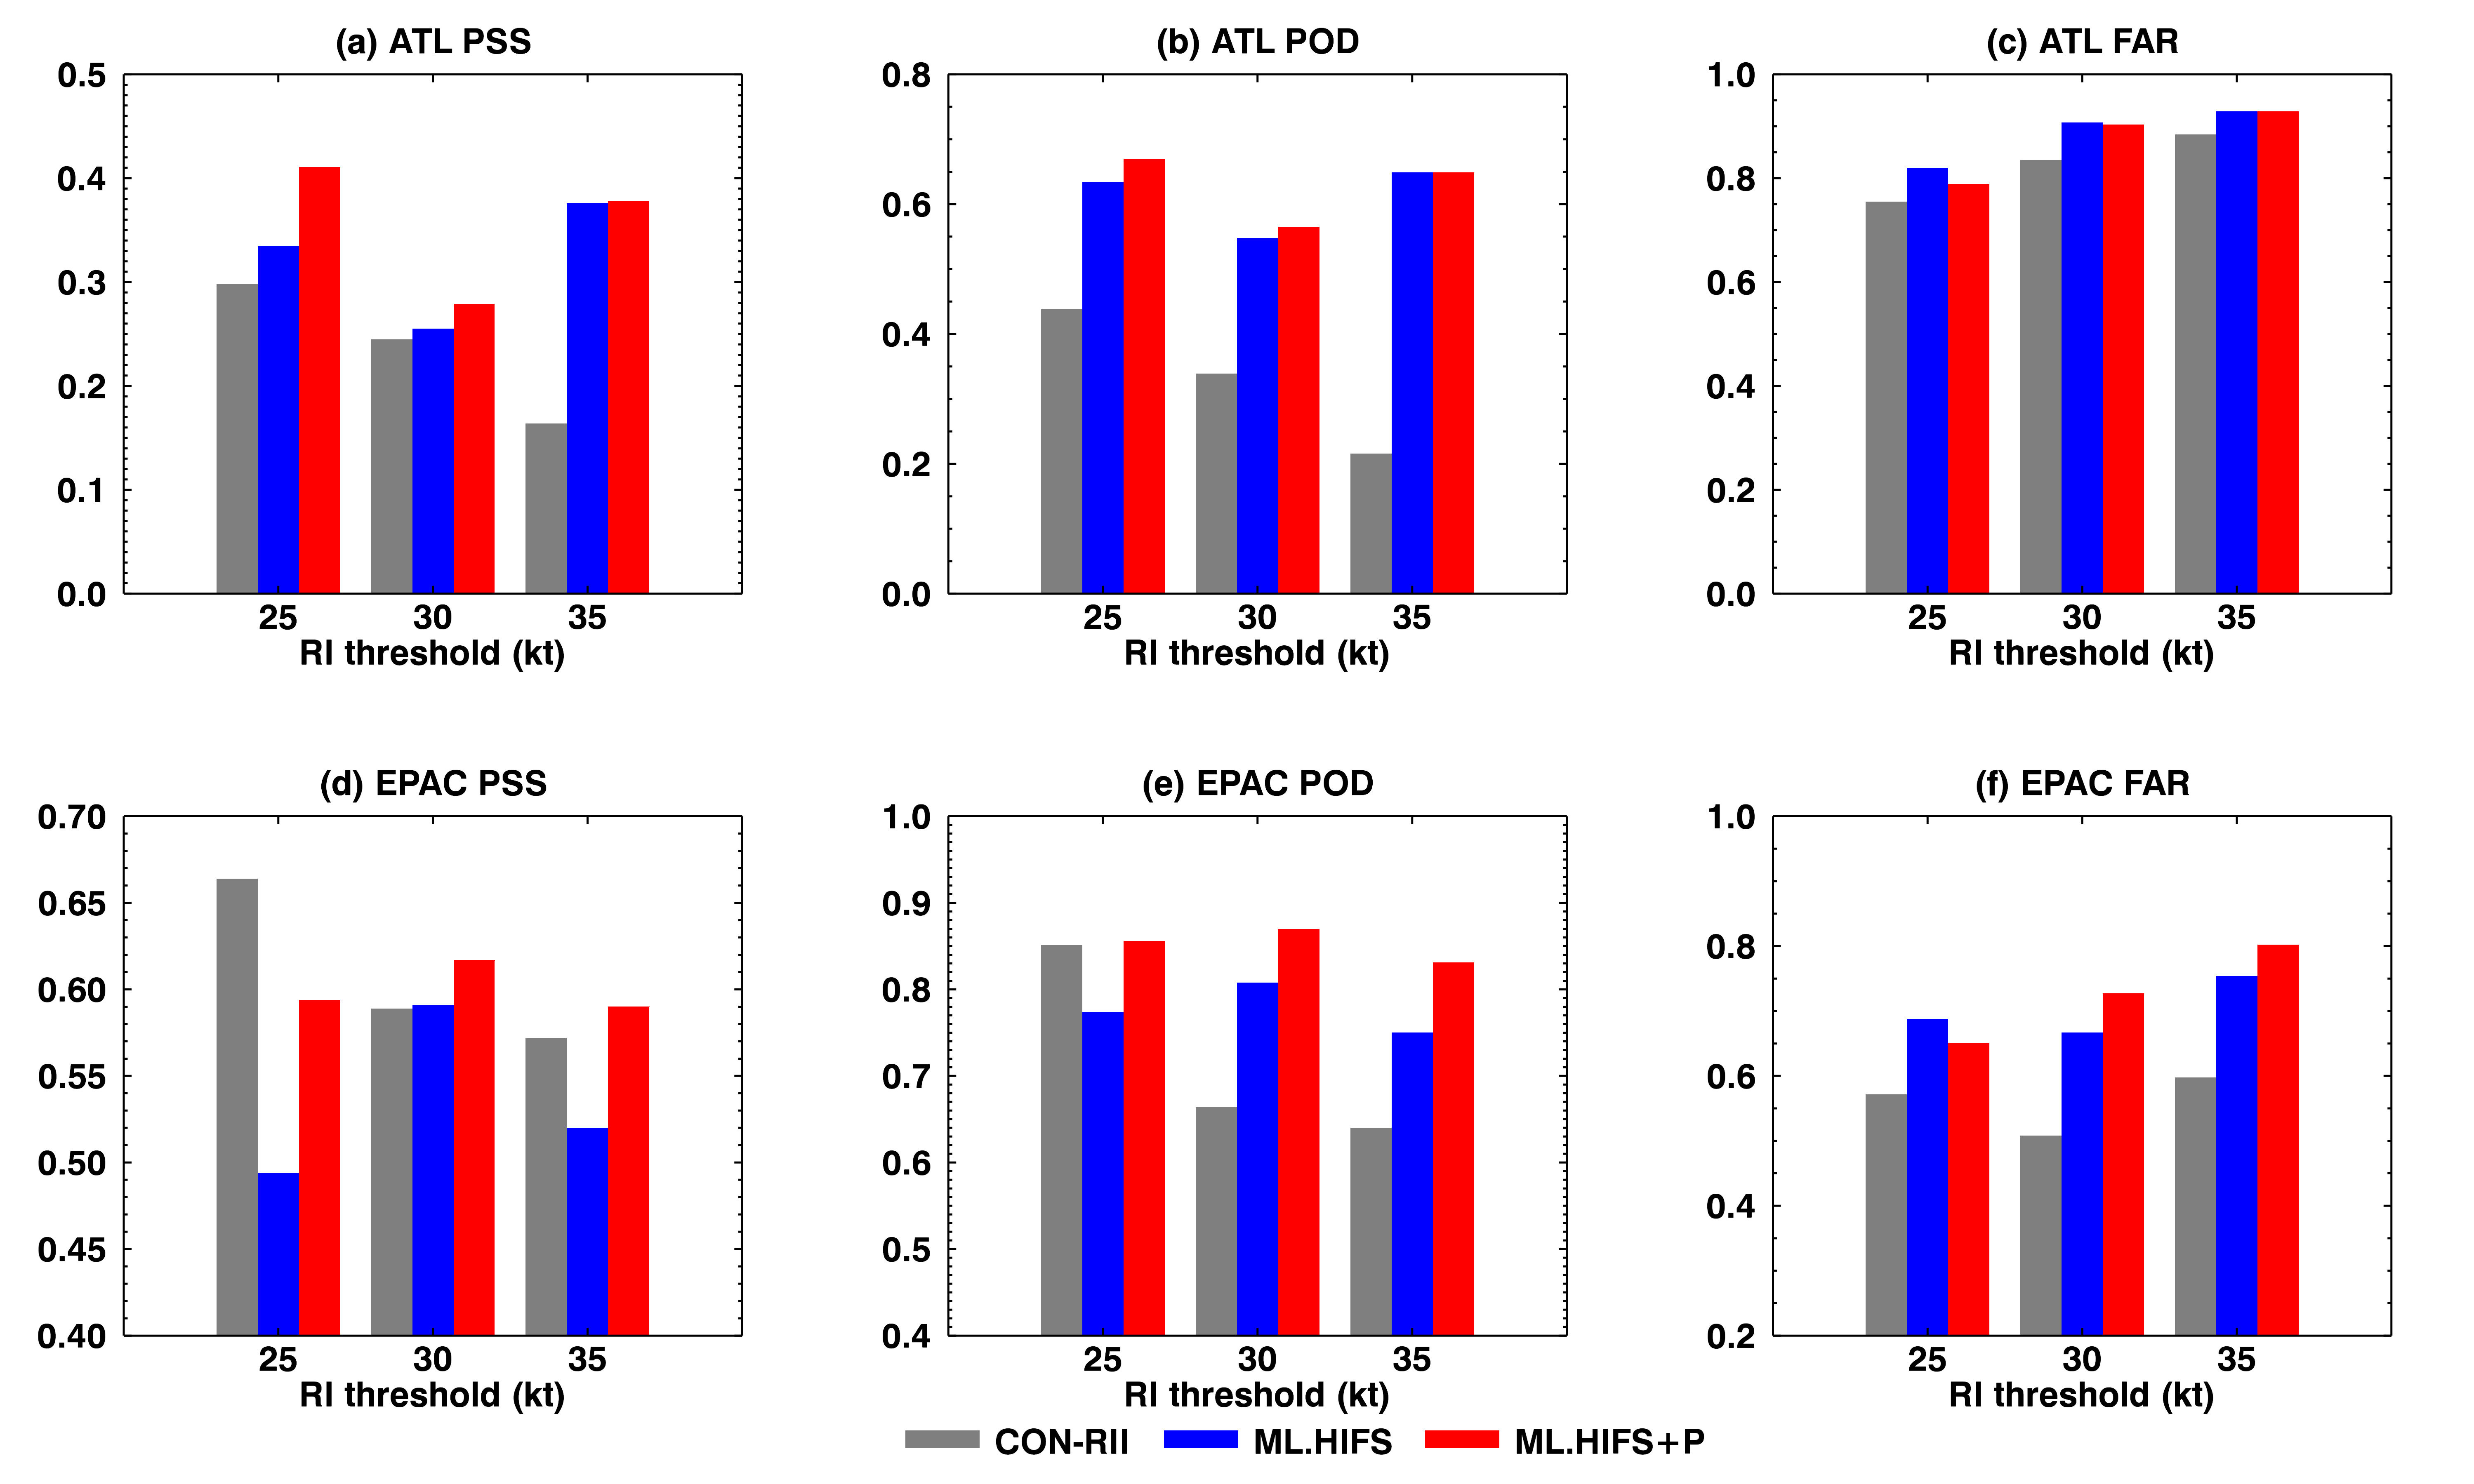 (a) ATL PSS
0.5
0.4
0.3
0.2
0.1
0.0
25 30 35
RI threshold (kt)
(b) ATL POD
0.8
0.6
0.4
0.2
0.0
25 30 35
RI threshold (kt)
(c) ATL FAR
1.0
0.8
0.6
0.4
0.2
0.0
25 30 35
RI threshold (kt)
(d) EPAC PSS
0.70
0.65
0.60
0.55
0.50
0.45
0.40
25 30 35
RI threshold (kt)
(e) EPAC POD
1.0
0.9
0.8
0.7
0.6
0.5
0.4
25 30 35
RI threshold (kt)
(f) EPAC FAR
1.0
0.8
0.6
0.4
0.2
25 30 35
RI threshold (kt)
CON-RII ML.HIFS ML.HIFS+P